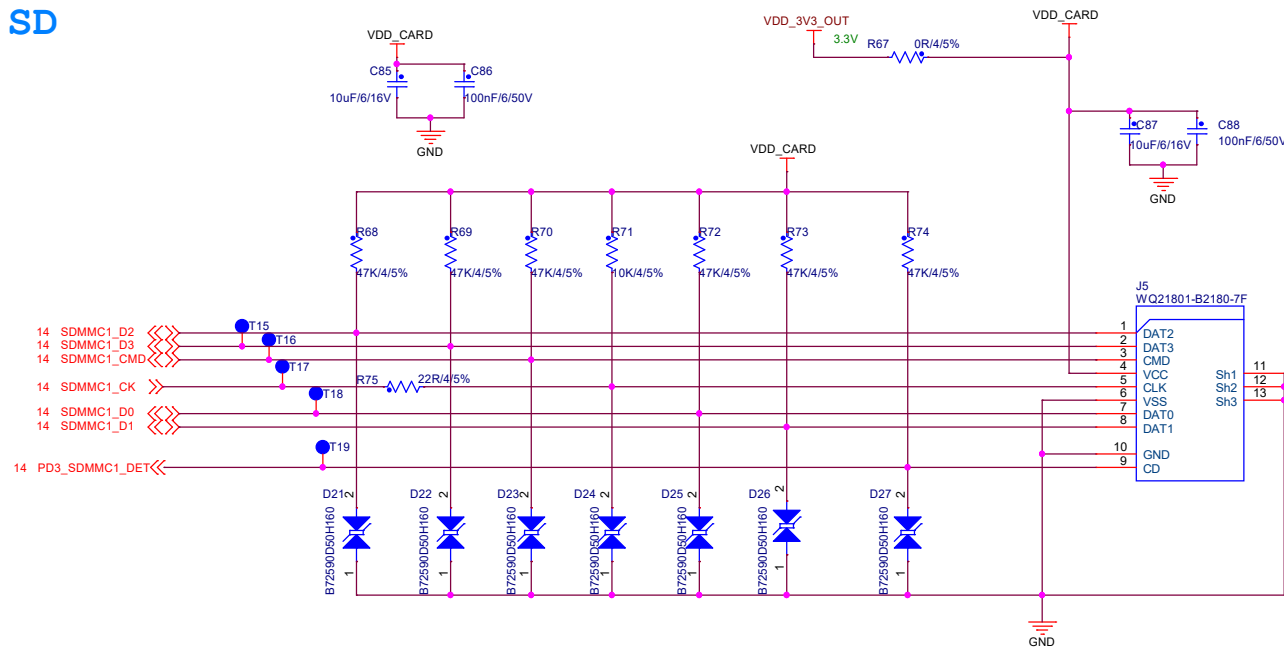 SD
VDD_CARD
C85
C86
10uF/6/16V
100nF/6/50V
GND
VDD_3V3_OUT
3.3V
R67
0R/4/5%
VDD_CARD
C87
C88
10uF/6/16V
100nF/6/50V
GND
VDD_CARD
R68
R69
R70
R71
R72
R73
R74
47K/4/5%
47K/4/5%
47K/4/5%
10K/4/5%
47K/4/5%
47K/4/5%
47K/4/5%
J5
WQ21801-B2180-7F
14 SDMMC1_D2
T15
1 DAT2
14 SDMMC1_D3
T16
2 DAT3
14 SDMMC1_CMD
3 CMD
T17
4 VCC
Sh1 11
14 SDMMC1_CK
R75
22R/4/5%
5 CLK
Sh2 12
T18
6 VSS
Sh3 13
14 SDMMC1_D0
7 DAT0
14 SDMMC1_D1
8 DAT1
T19
10 GND
14 PD3_SDMMC1_DET
9 CD
D21 2
D22 2
D23 2
D24 2
D25 2
D26 2
D27 2
B72590D50H160
B72590D50H160
B72590D50H160
B72590D50H160
B72590D50H160
B72590D50H160
B72590D50H160
1
1
1
1
1
1
1
GND